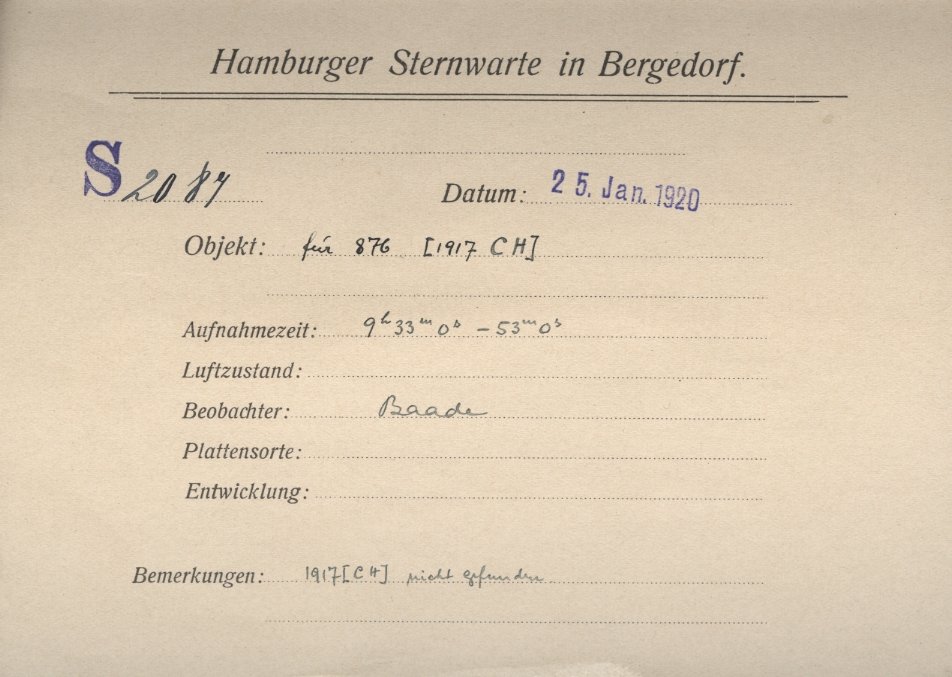 Hamburger Sternwarte in Bergedorf.
S 2087
Datum: 25. Jan. 1920
Objekt: für 876 [1917 CH]
Aufnahmezeit: 9ʰ 33ᵐ 0ˢ – 53ᵐ 0ˢ
Luftzustand:
Beobachter: Baade
Plattensorte:
Entwicklung:
Bemerkungen: 1917 [CH] nicht gefunden